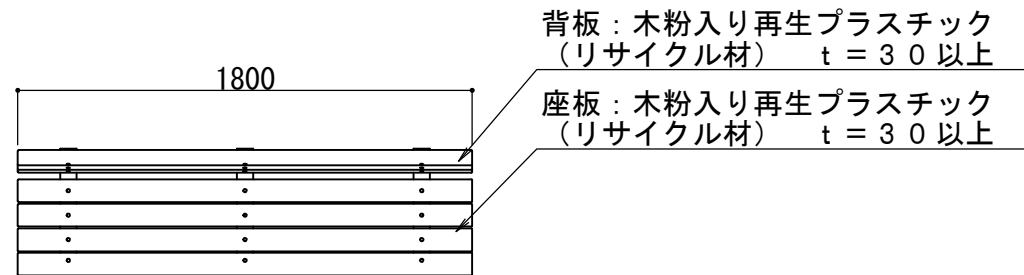 背板：木粉入り再生プラスチック
（リサイクル材）　ｔ＝３０以上
1800
座板：木粉入り再生プラスチック
（リサイクル材）　ｔ＝３０以上